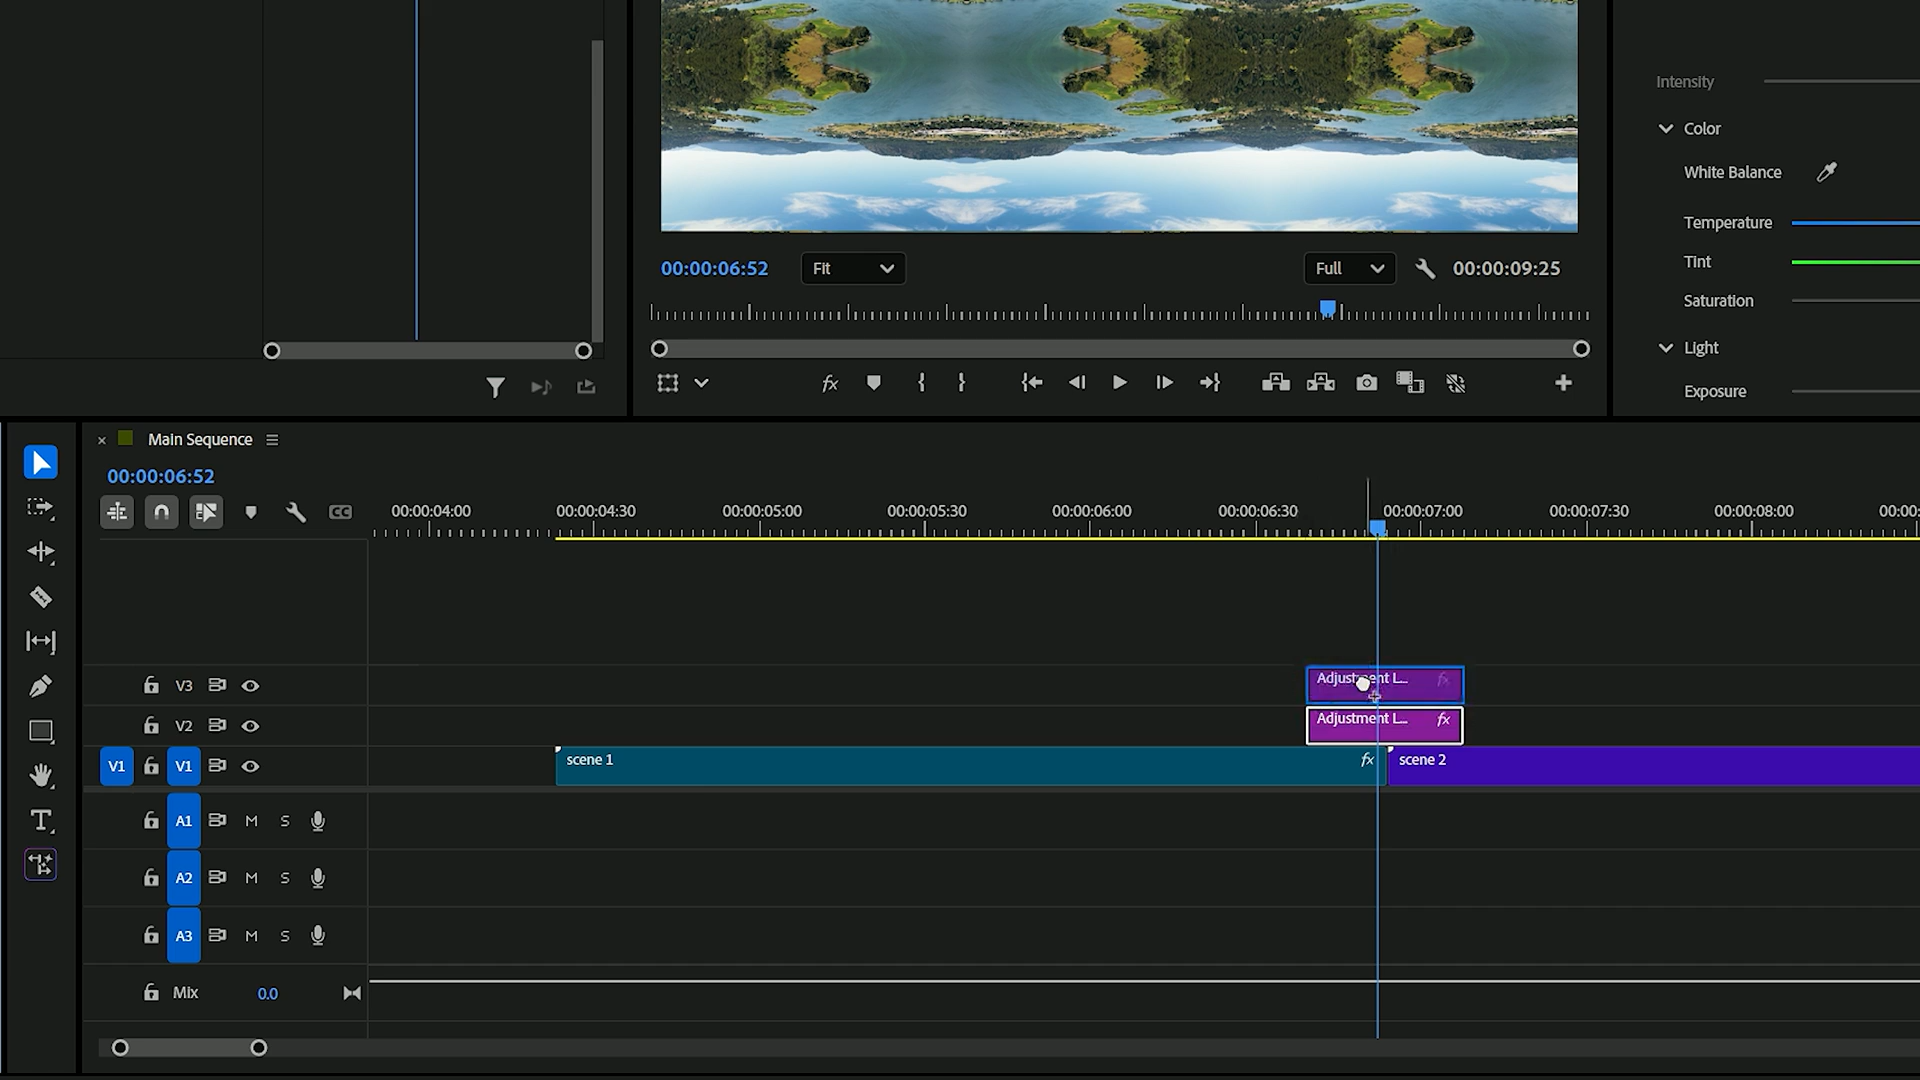 Intensity
Color
White Balance
Temperature
Tint
Saturation
Light
Exposure
00:00:06:52
Fit
Full
00:00:09:25
fx
Main Sequence
00:00:06:52
CC
00:00:04:00
00:00:04:30
00:00:05:00
00:00:05:30
00:00:06:00
00:00:06:30
00:00:07:00
00:00:07:30
00:00:08:00
00:00:
V3
Adjustment L...
fx
V2
Adjustment L...
fx
V1
V1
scene 1
fx
scene 2
A1
M
S
A2
M
S
A3
M
S
Mix
0.0